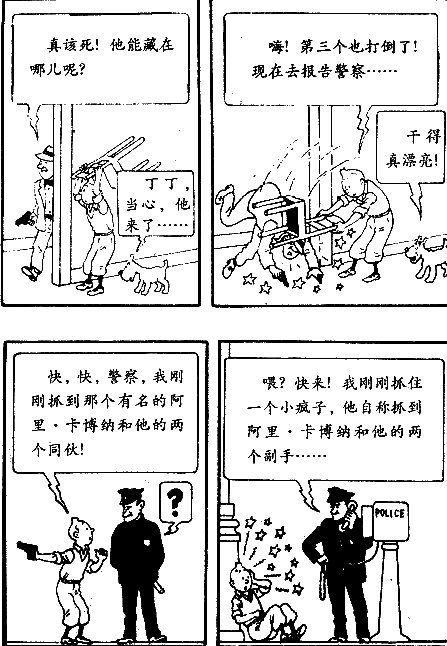 真该死！他能藏在
哪儿呢？
丁丁，
当心，他
来了……
嗨！第三个也打倒了！
现在去报告警察……
干得
真漂亮！
快，快，警察，我刚
刚抓到那个有名的阿
里·卡博纳和他的两
个同伙！
?
喂？快来！我刚刚抓住
一个小疯子，他自称抓到
阿里·卡博纳和他的两
个副手……
POLICE